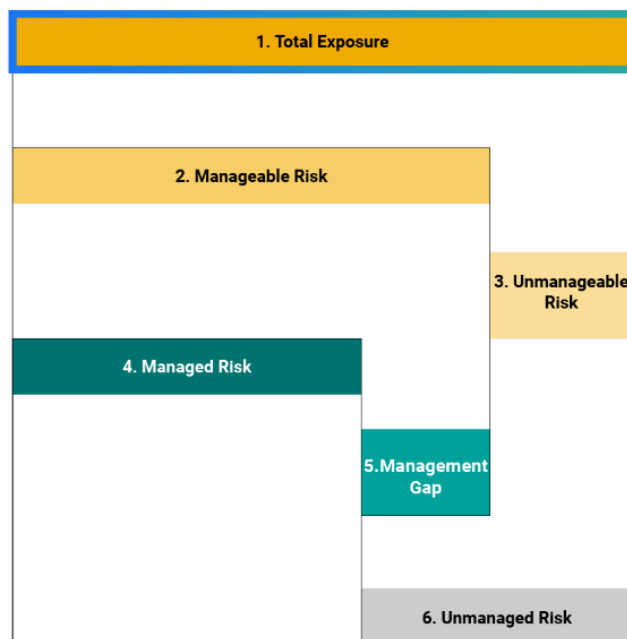 1. Total Exposure
2. Manageable Risk
3. Unmanageable
Risk
4. Managed Risk
5.Management
Gap
6. Unmanaged Risk